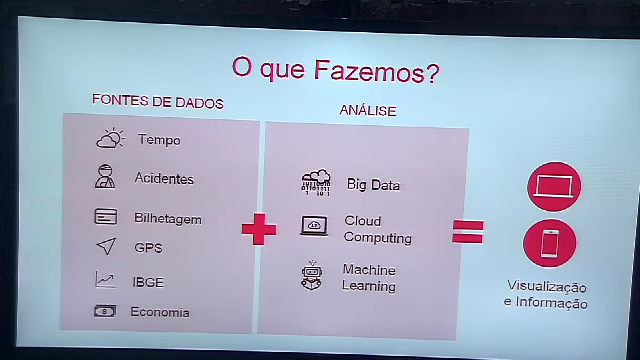 O que Fazemos?
FONTES DE DADOS
Tempo
Acidentes
Bilhetagem
GPS
IBGE
Economia
ANÁLISE
Big Data
Cloud
Computing
Machine
Learning
Visualização
e Informação